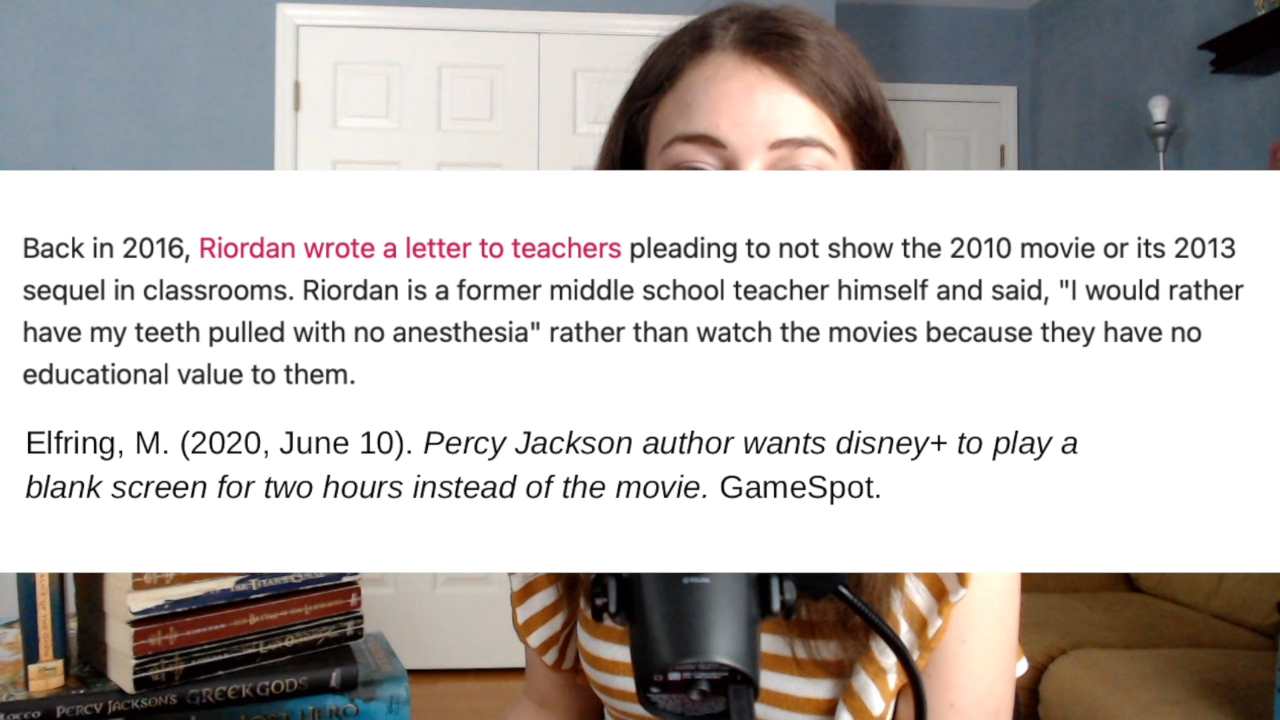 Back in 2016, Riordan wrote a letter to teachers pleading to not show the 2010 movie or its 2013
sequel in classrooms. Riordan is a former middle school teacher himself and said, "I would rather
have my teeth pulled with no anesthesia" rather than watch the movies because they have no
educational value to them.
Elfring, M. (2020, June 10). Percy Jackson author wants disney+ to play a
blank screen for two hours instead of the movie. GameSpot.
PERCY JACKSON'S GREEK GODS
LOST HERO